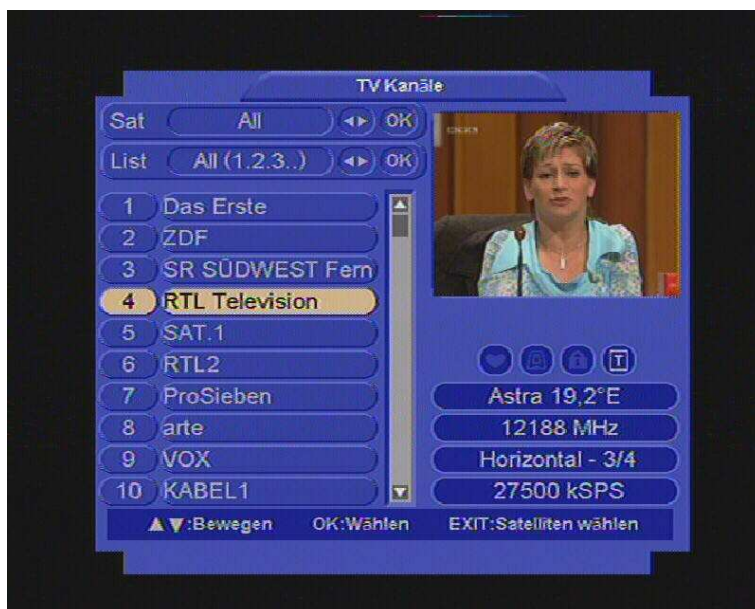 TV Kanäle
Sat All OK
List All (1.2.3..) OK
1 Das Erste
2 ZDF
3 SR SÜDWEST Fern
4 RTL Television
5 SAT.1
6 RTL2
7 ProSieben
8 arte
9 VOX
10 KABEL1
T
Astra 19,2°E
12188 MHz
Horizontal - 3/4
27500 kSPS
▲▼:Bewegen OK:Wählen EXIT:Satelliten wählen